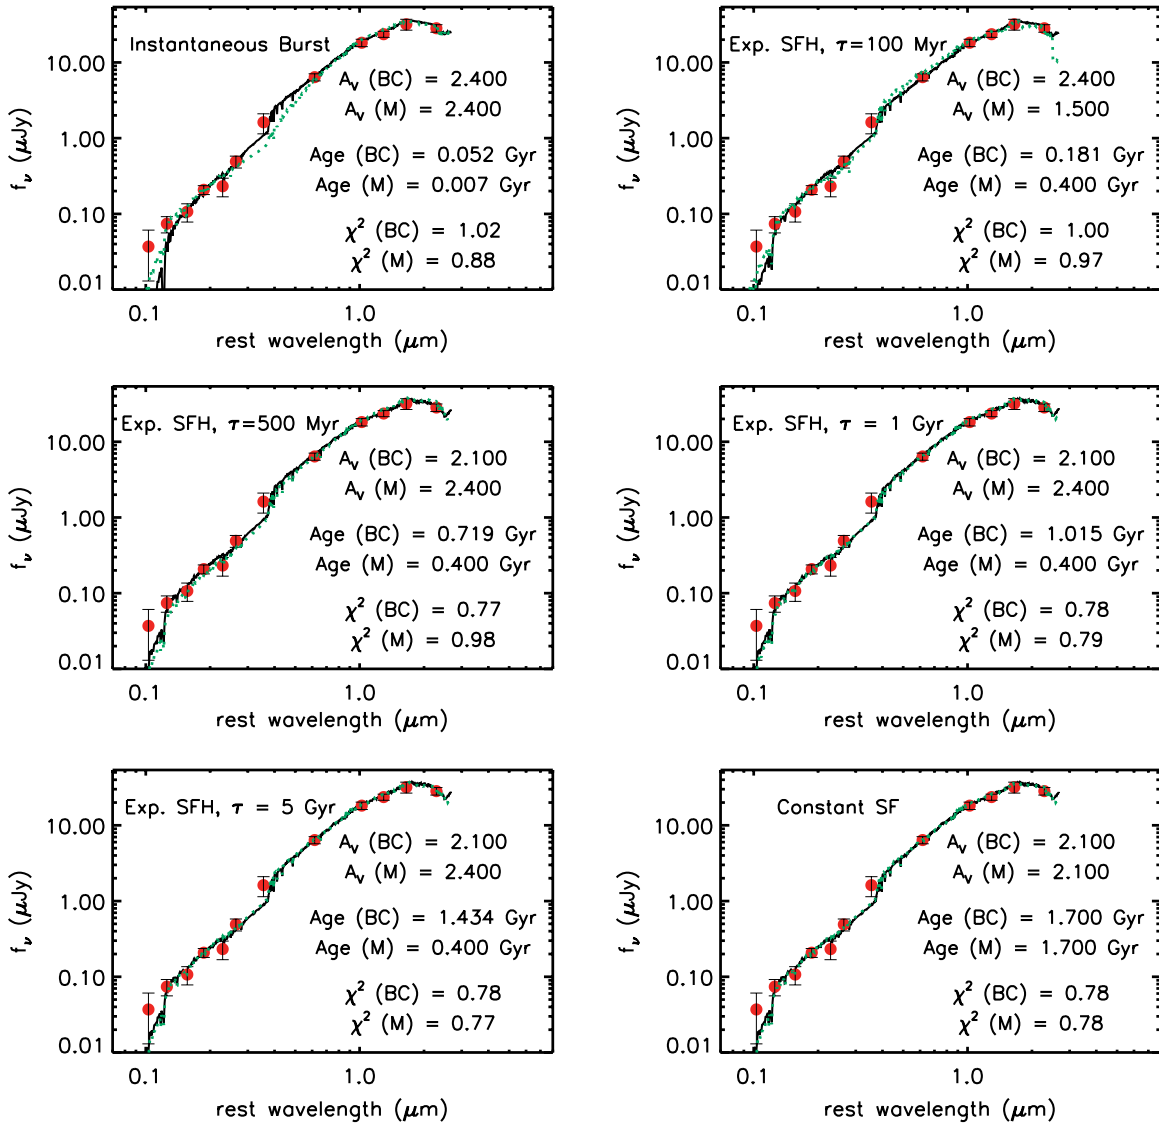 Instantaneous Burst
A_v (BC) = 2.400
A_v (M) = 2.400
Age (BC) = 0.052 Gyr
Age (M) = 0.007 Gyr
χ² (BC) = 1.02
χ² (M) = 0.88
10.00
1.00
0.10
0.01
f_ν (μJy)
0.1
1.0
rest wavelength (μm)
Exp. SFH, τ=100 Myr
A_v (BC) = 2.400
A_v (M) = 1.500
Age (BC) = 0.181 Gyr
Age (M) = 0.400 Gyr
χ² (BC) = 1.00
χ² (M) = 0.97
10.00
1.00
0.10
0.01
f_ν (μJy)
0.1
1.0
rest wavelength (μm)
Exp. SFH, τ=500 Myr
A_v (BC) = 2.100
A_v (M) = 2.400
Age (BC) = 0.719 Gyr
Age (M) = 0.400 Gyr
χ² (BC) = 0.77
χ² (M) = 0.98
10.00
1.00
0.10
0.01
f_ν (μJy)
0.1
1.0
rest wavelength (μm)
Exp. SFH, τ = 1 Gyr
A_v (BC) = 2.100
A_v (M) = 2.400
Age (BC) = 1.015 Gyr
Age (M) = 0.400 Gyr
χ² (BC) = 0.78
χ² (M) = 0.79
10.00
1.00
0.10
0.01
f_ν (μJy)
0.1
1.0
rest wavelength (μm)
Exp. SFH, τ = 5 Gyr
A_v (BC) = 2.100
A_v (M) = 2.400
Age (BC) = 1.434 Gyr
Age (M) = 0.400 Gyr
χ² (BC) = 0.78
χ² (M) = 0.77
10.00
1.00
0.10
0.01
f_ν (μJy)
0.1
1.0
rest wavelength (μm)
Constant SF
A_v (BC) = 2.100
A_v (M) = 2.100
Age (BC) = 1.700 Gyr
Age (M) = 1.700 Gyr
χ² (BC) = 0.78
χ² (M) = 0.78
10.00
1.00
0.10
0.01
f_ν (μJy)
0.1
1.0
rest wavelength (μm)